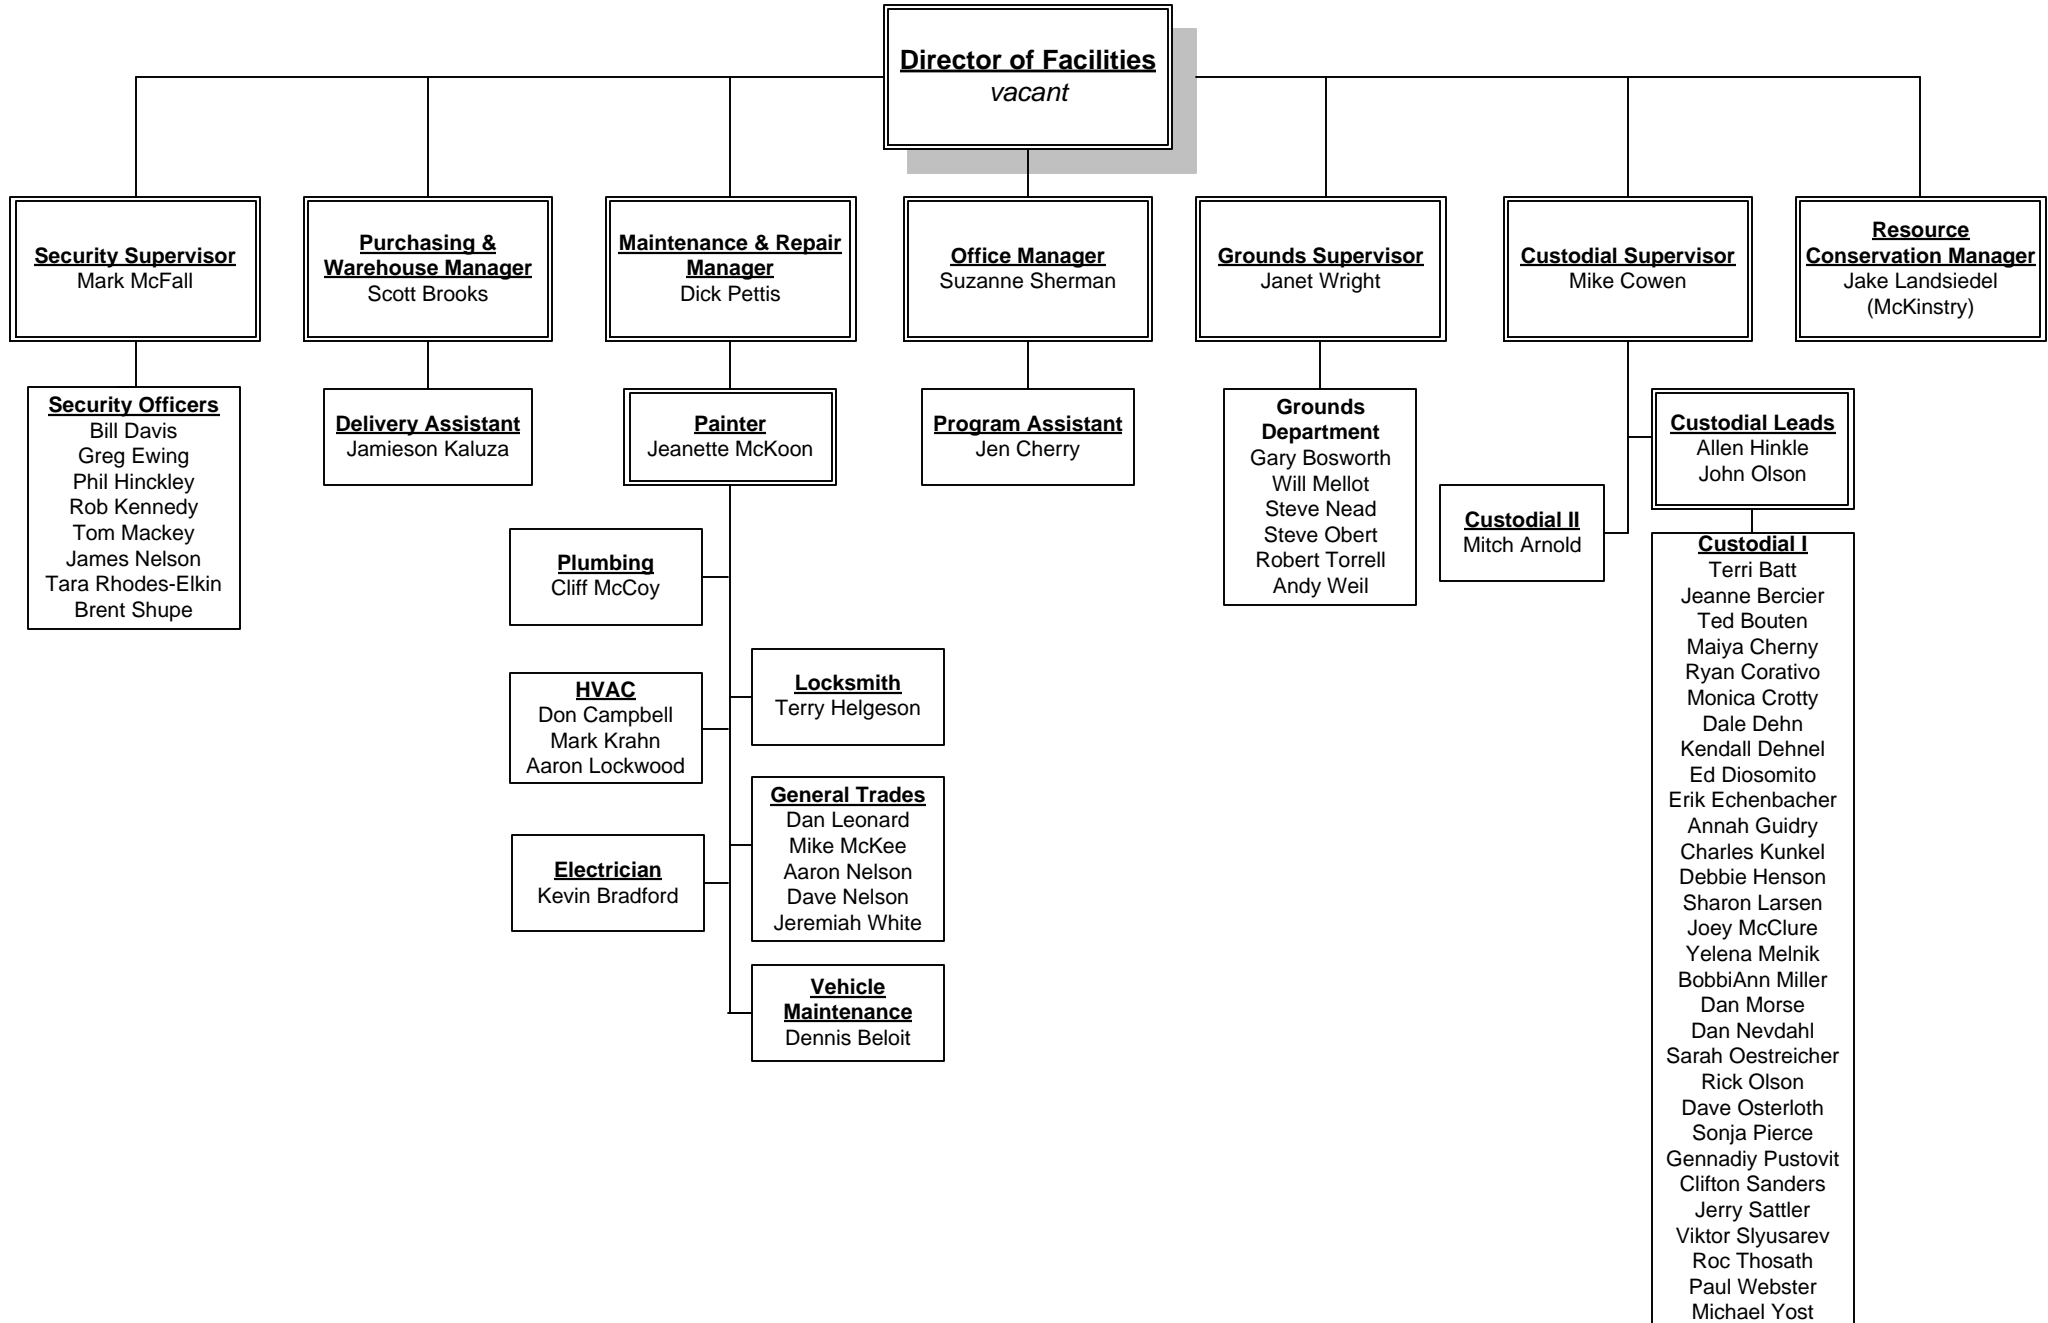 Director of Facilities
vacant
Security Supervisor
Mark McFall
Purchasing &
Warehouse Manager
Scott Brooks
Maintenance & Repair
Manager
Dick Pettis
Office Manager
Suzanne Sherman
Grounds Supervisor
Janet Wright
Custodial Supervisor
Mike Cowen
Resource
Conservation Manager
Jake Landsiedel
(McKinstry)
Security Officers
Bill Davis
Greg Ewing
Phil Hinckley
Rob Kennedy
Tom Mackey
James Nelson
Tara Rhodes-Elkin
Brent Shupe
Delivery Assistant
Jamieson Kaluza
Painter
Jeanette McKoon
Plumbing
Cliff McCoy
HVAC
Don Campbell
Mark Krahn
Aaron Lockwood
Electrician
Kevin Bradford
Locksmith
Terry Helgeson
General Trades
Dan Leonard
Mike McKee
Aaron Nelson
Dave Nelson
Jeremiah White
Vehicle
Maintenance
Dennis Beloit
Program Assistant
Jen Cherry
Grounds
Department
Gary Bosworth
Will Mellot
Steve Nead
Steve Obert
Robert Torrell
Andy Weil
Custodial II
Mitch Arnold
Custodial Leads
Allen Hinkle
John Olson
Custodial I
Terri Batt
Jeanne Bercier
Ted Bouten
Maiya Cherny
Ryan Corativo
Monica Crotty
Dale Dehn
Kendall Dehnel
Ed Diosomito
Erik Echenbacher
Annah Guidry
Charles Kunkel
Debbie Henson
Sharon Larsen
Joey McClure
Yelena Melnik
BobbiAnn Miller
Dan Morse
Dan Nevdahl
Sarah Oestreicher
Rick Olson
Dave Osterloth
Sonja Pierce
Gennadiy Pustovit
Clifton Sanders
Jerry Sattler
Viktor Slyusarev
Roc Thosath
Paul Webster
Michael Yost